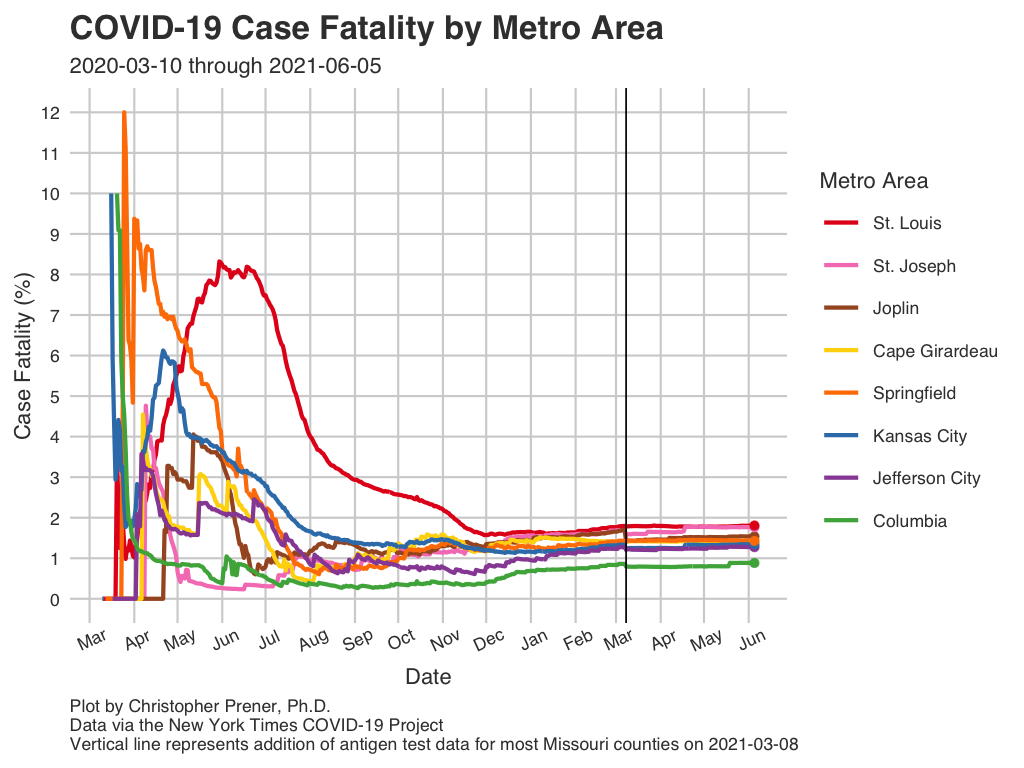 COVID-19 Case Fatality by Metro Area
2020-03-10 through 2021-06-05
Case Fatality (%)
12
11
10
9
8
7
6
5
4
3
2
1
0
Mar Apr May Jun Jul Aug Sep Oct Nov Dec Jan Feb Mar Apr May Jun
Date
Metro Area
St. Louis
St. Joseph
Joplin
Cape Girardeau
Springfield
Kansas City
Jefferson City
Columbia
Plot by Christopher Prener, Ph.D.
Data via the New York Times COVID-19 Project
Vertical line represents addition of antigen test data for most Missouri counties on 2021-03-08